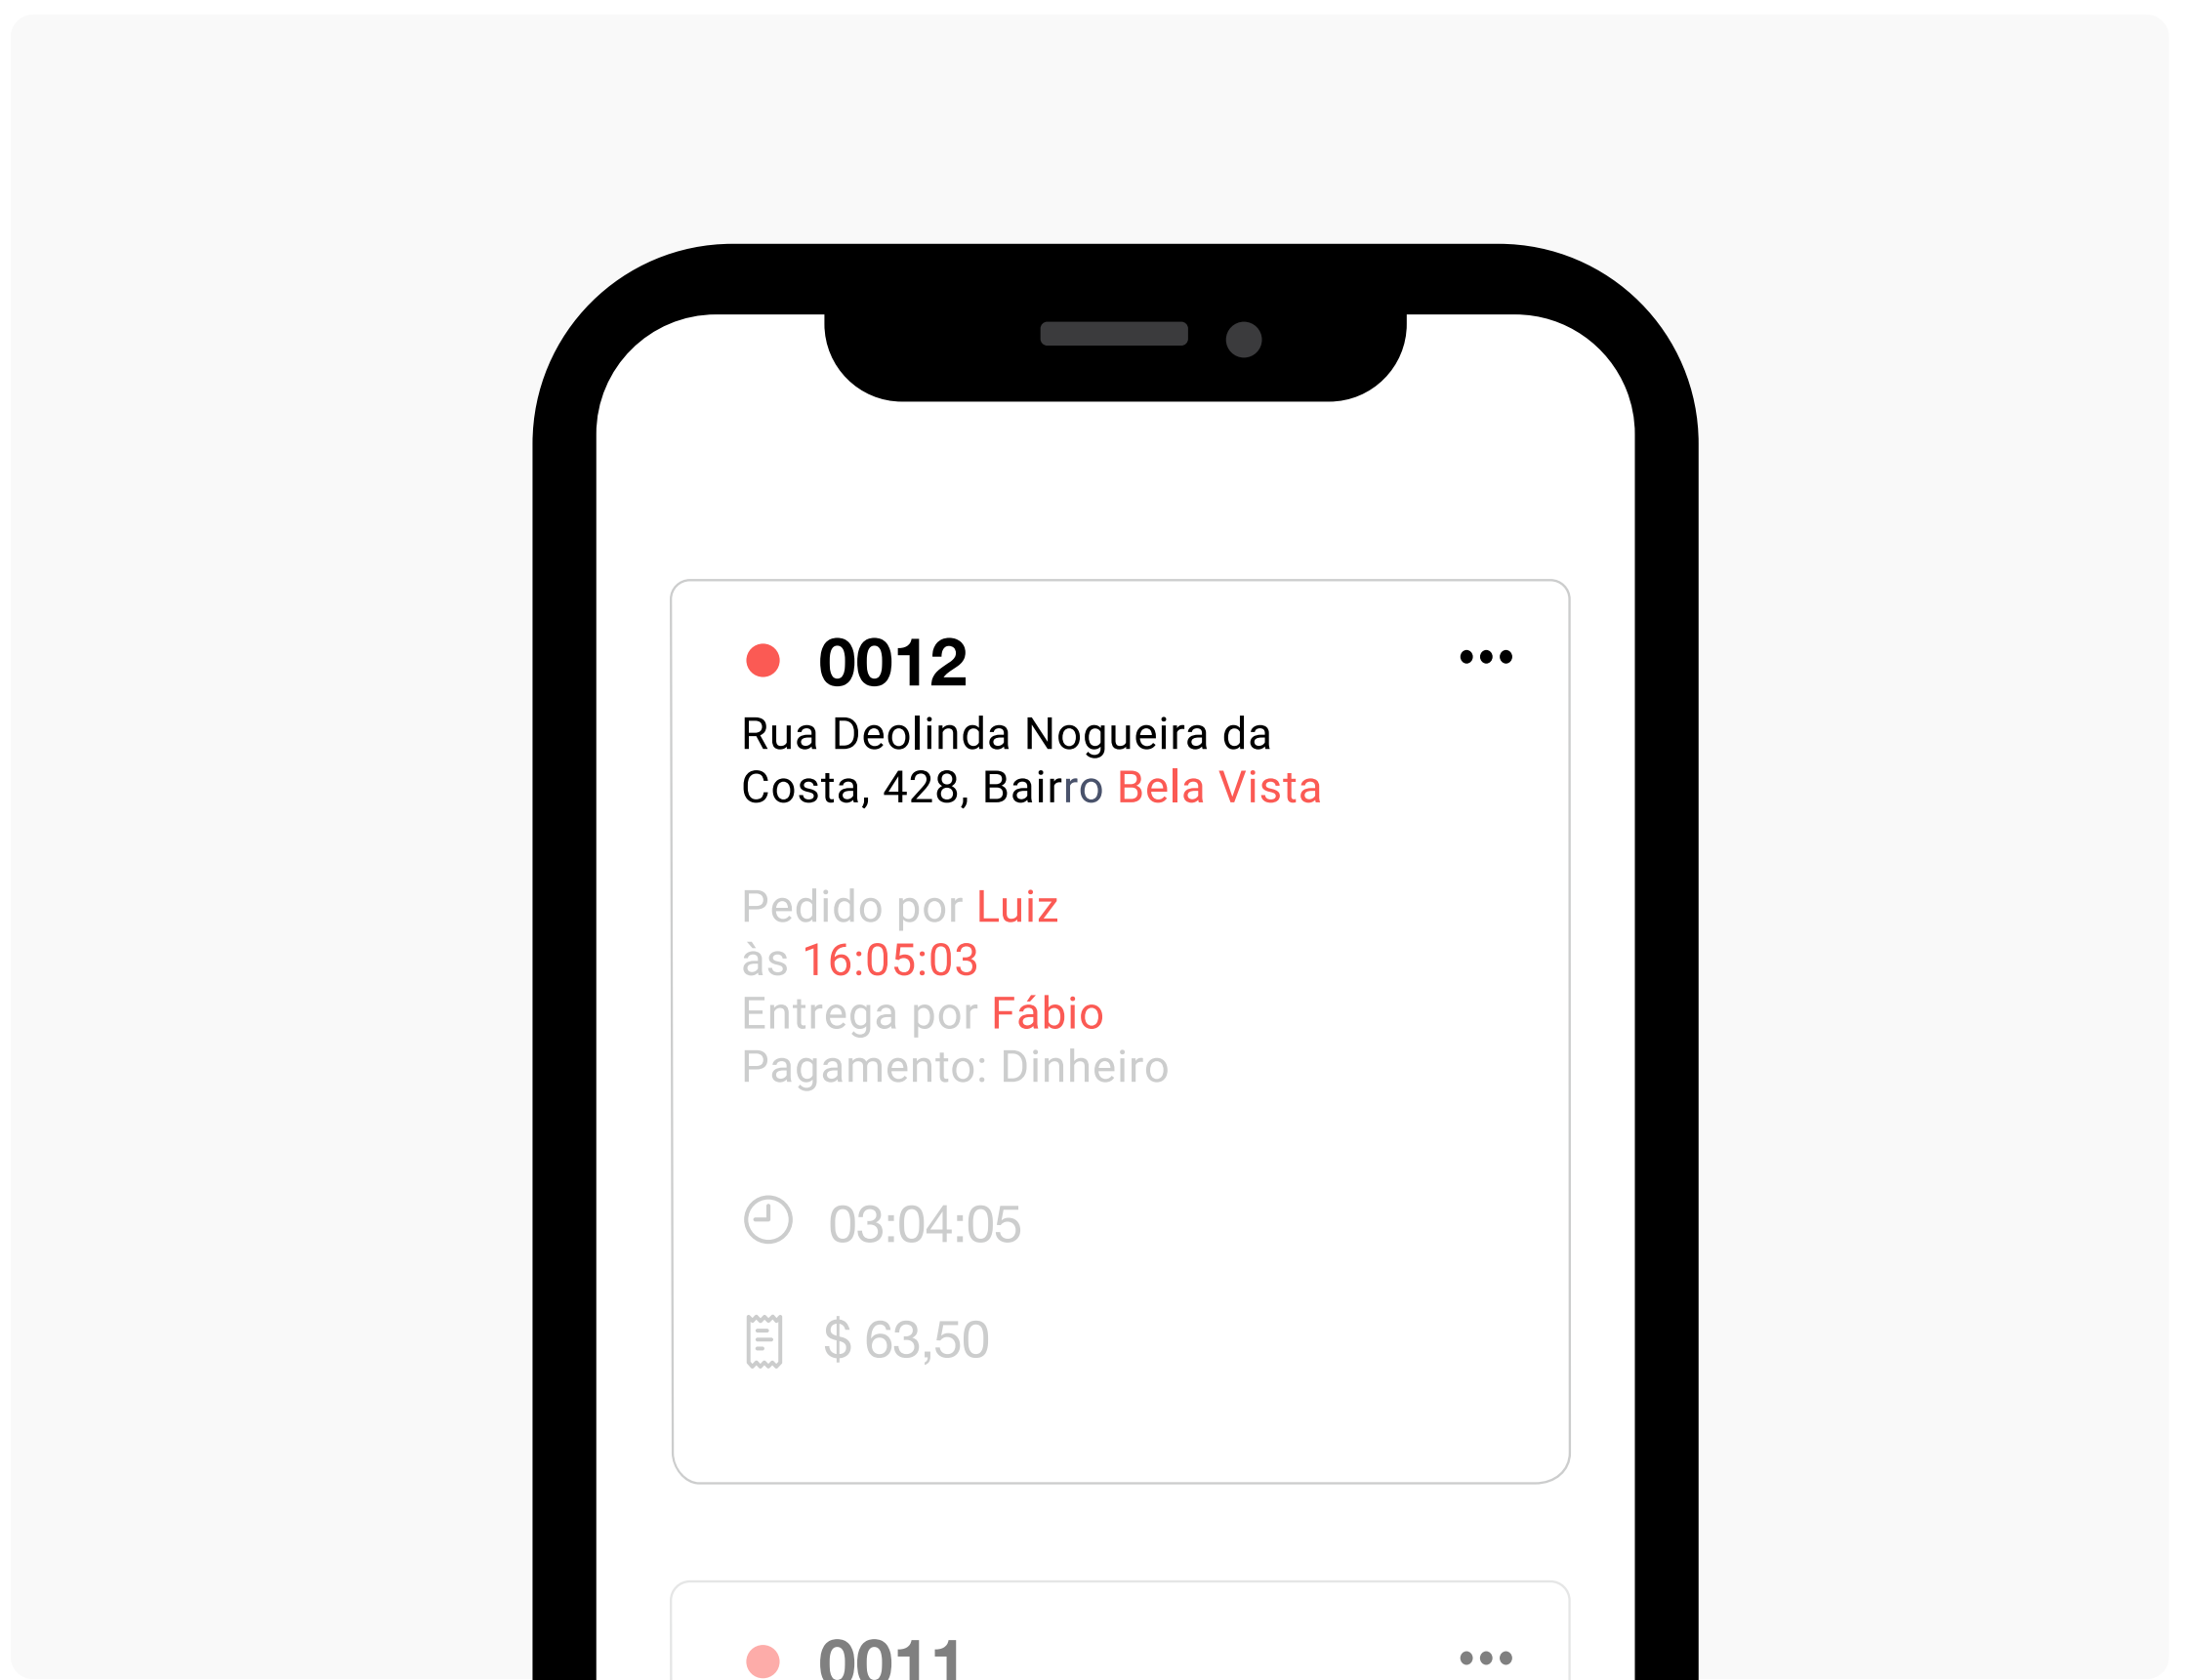 0012
Rua Deolinda Nogueira da
Costa, 428, Bairro Bela Vista
Pedido por Luiz
às 16:05:03
Entrega por Fábio
Pagamento: Dinheiro
03:04:05
$ 63,50
0011